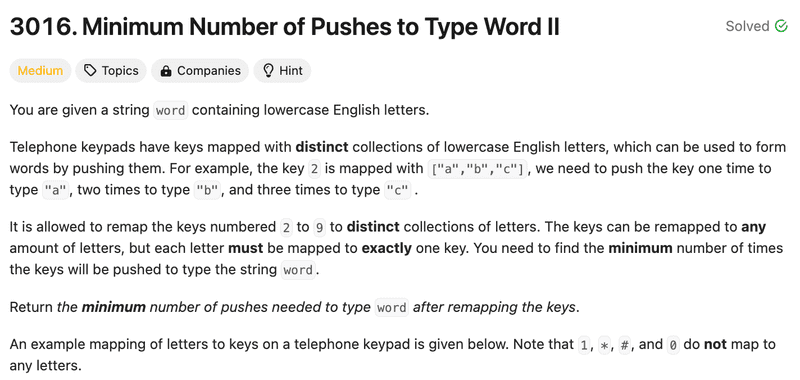 3016. Minimum Number of Pushes to Type Word II
Solved
Medium Topics Companies Hint
You are given a string word containing lowercase English letters.
Telephone keypads have keys mapped with distinct collections of lowercase English letters, which can be used to form
words by pushing them. For example, the key 2 is mapped with ["a","b","c"], we need to push the key one time to
type "a", two times to type "b", and three times to type "c" .
It is allowed to remap the keys numbered 2 to 9 to distinct collections of letters. The keys can be remapped to any
amount of letters, but each letter must be mapped to exactly one key. You need to find the minimum number of times
the keys will be pushed to type the string word.
Return the minimum number of pushes needed to type word after remapping the keys.
An example mapping of letters to keys on a telephone keypad is given below. Note that 1, *, #, and 0 do not map to
any letters.